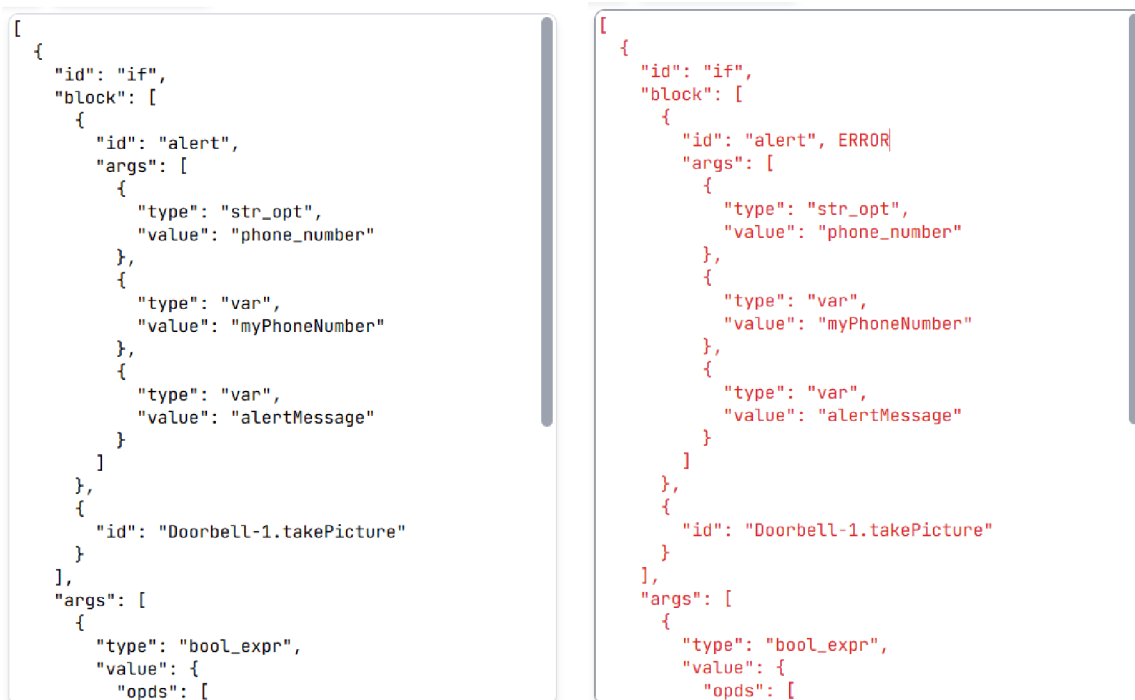 [
  {
    "id": "if",
    "block": [
      {
        "id": "alert",
        "args": [
          {
            "type": "str_opt",
            "value": "phone_number"
          },
          {
            "type": "var",
            "value": "myPhoneNumber"
          },
          {
            "type": "var",
            "value": "alertMessage"
          }
        ]
      },
      {
        "id": "Doorbell-1.takePicture"
      }
    ],
    "args": [
      {
        "type": "bool_expr",
        "value": {
          "opds": [
[
  {
    "id": "if",
    "block": [
      {
        "id": "alert", ERROR
        "args": [
          {
            "type": "str_opt",
            "value": "phone_number"
          },
          {
            "type": "var",
            "value": "myPhoneNumber"
          },
          {
            "type": "var",
            "value": "alertMessage"
          }
        ]
      },
      {
        "id": "Doorbell-1.takePicture"
      }
    ],
    "args": [
      {
        "type": "bool_expr",
        "value": {
          "opds": [